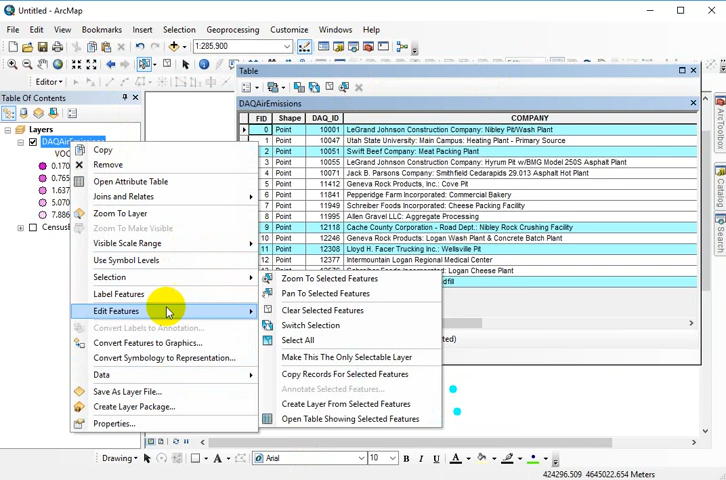 Untitled - ArcMap
File Edit View Bookmarks Insert Selection Geoprocessing Customize Windows Help
1:285,900
Editor
Table Of Contents
Layers
DAQAirEmissions
VOC
0.170
1.637
5.070
7.886
Census
Copy
Remove
Open Attribute Table
Joins and Relates
Zoom To Layer
Zoom To Make Visible
Visible Scale Range
Use Symbol Levels
Selection
Label Features
Edit Features
Convert Labels to Annotation...
Convert Features to Graphics...
Convert Symbology to Representation...
Data
Save As Layer File...
Create Layer Package...
Properties...
Table
DAQAirEmissions
FID Shape DAQ_ID COMPANY
0 Point 10001 LeGrand Johnson Construction Company: Nibley Pit/Wash Plant
1 Point 10047 Utah State University: Main Campus: Heating Plant - Primary Source
2 Point 10051 Swift Beef Company: Meat Packing Plant
3 Point 10055 LeGrand Johnson Construction Company: Hyrum Pit w/BMG Model 250S Asphalt Plant
4 Point 10071 Jack B. Parsons Company: Smithfield Cedarapids 29.237.10
5 Point 11412 Geneva Rock Products, Inc.: Cove Pit
6 Point 11841 Pepperidge Farm Incorporated: Commercial Bakery
7 Point 11949 Schreiber Foods Incorporated: Cheese Plant
8 Point 11995 Allen Gravel LLC: Aggregate Processing
9 Point 12118 Cache County Corporation - Road Dept.: Nibley Rock Crushing Facility
10 Point 12246 Geneva Rock Products: Logan Wash Plant & Concrete Batch Plant
11 Point 12308 Lloyd H. Facer Trucking Inc.: Wellsville Pit
12 Point 12377 Intermountain Logan Regional Medical Center
Schreiber Foods Incorporated: Logan Cheese Plant
Zoom To Selected Features
Pan To Selected Features
Clear Selected Features
Switch Selection
Select All
Make This The Only Selectable Layer
Copy Records For Selected Features
Annotate Selected Features...
Create Layer From Selected Features
Open Table Showing Selected Features
ArcToolbox
Catalog
Search
Drawing
Arial
10
B I U A A
424296.509 4645022.654 Meters